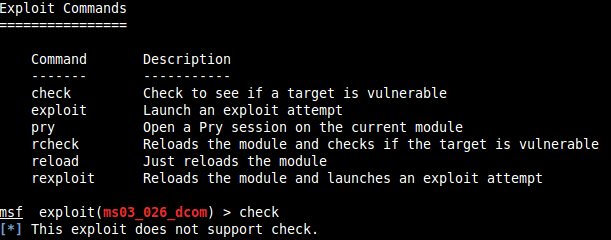 Exploit Commands
================
Command Description
------- -----------
check Check to see if a target is vulnerable
exploit Launch an exploit attempt
pry Open a Pry session on the current module
rcheck Reloads the module and checks if the target is vulnerable
reload Just reloads the module
rexploit Reloads the module and launches an exploit attempt
msf exploit(ms03_026_dcom) > check
[*] This exploit does not support check.